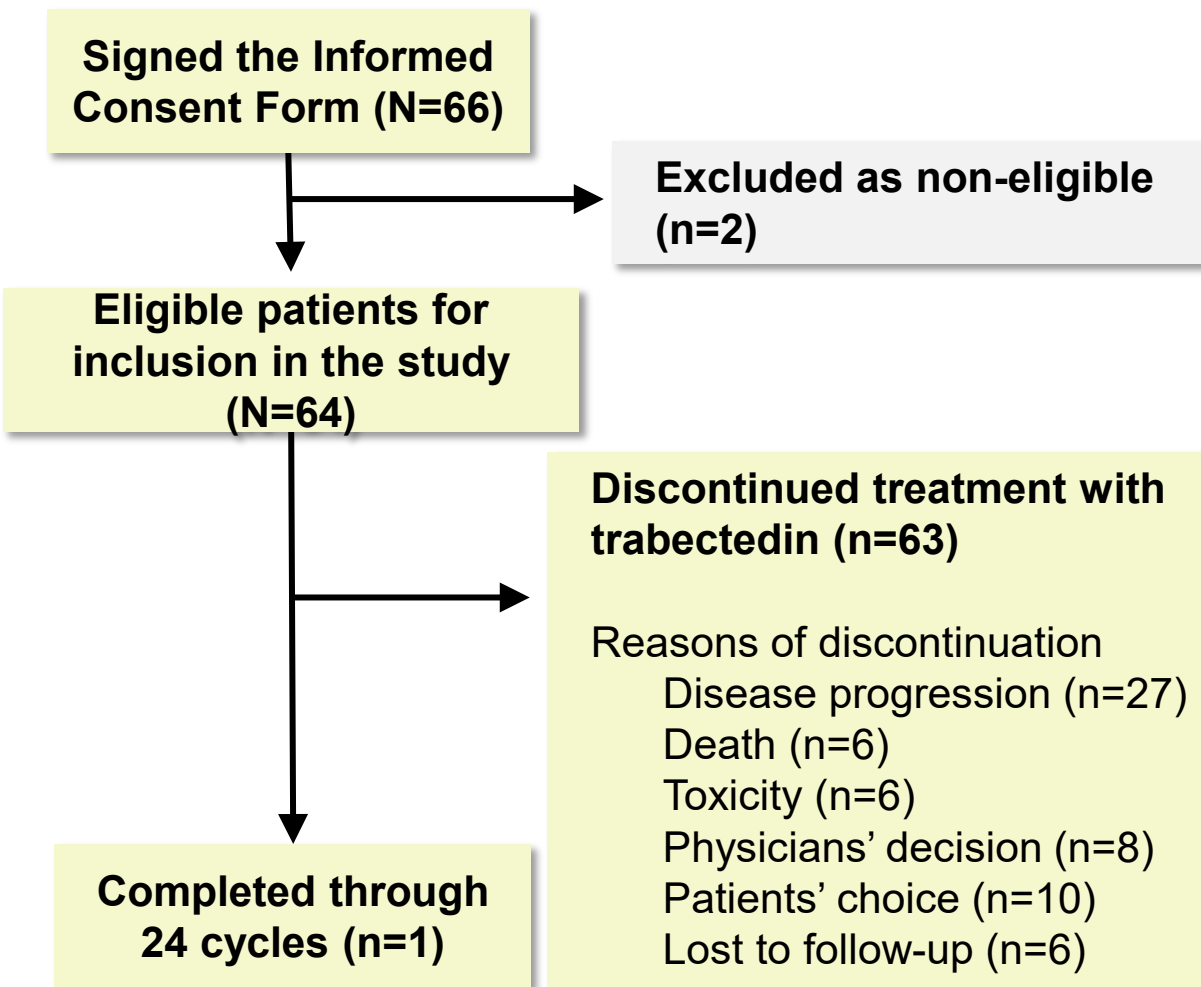 Signed the Informed
Consent Form (N=66)
Excluded as non-eligible
(n=2)
Eligible patients for
inclusion in the study
(N=64)
Discontinued treatment with
trabectedin (n=63)
Reasons of discontinuation
Disease progression (n=27)
Death (n=6)
Toxicity (n=6)
Physicians’ decision (n=8)
Patients’ choice (n=10)
Lost to follow-up (n=6)
Completed through
24 cycles (n=1)